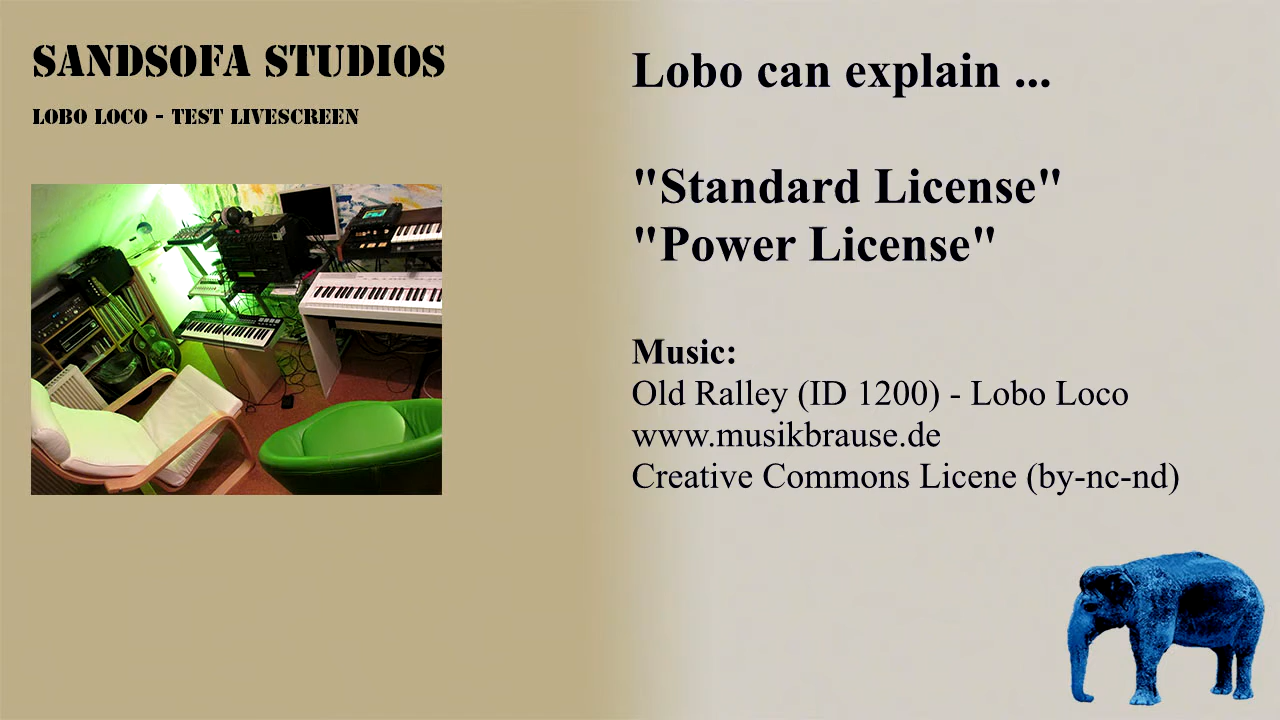 SANDSOFA STUDIOS
LOBO LOCO - TEST LIVESCREEN
Lobo can explain ...
"Standard License"
"Power License"
Music:
Old Ralley (ID 1200) - Lobo Loco
www.musikbrause.de
Creative Commons Licene (by-nc-nd)